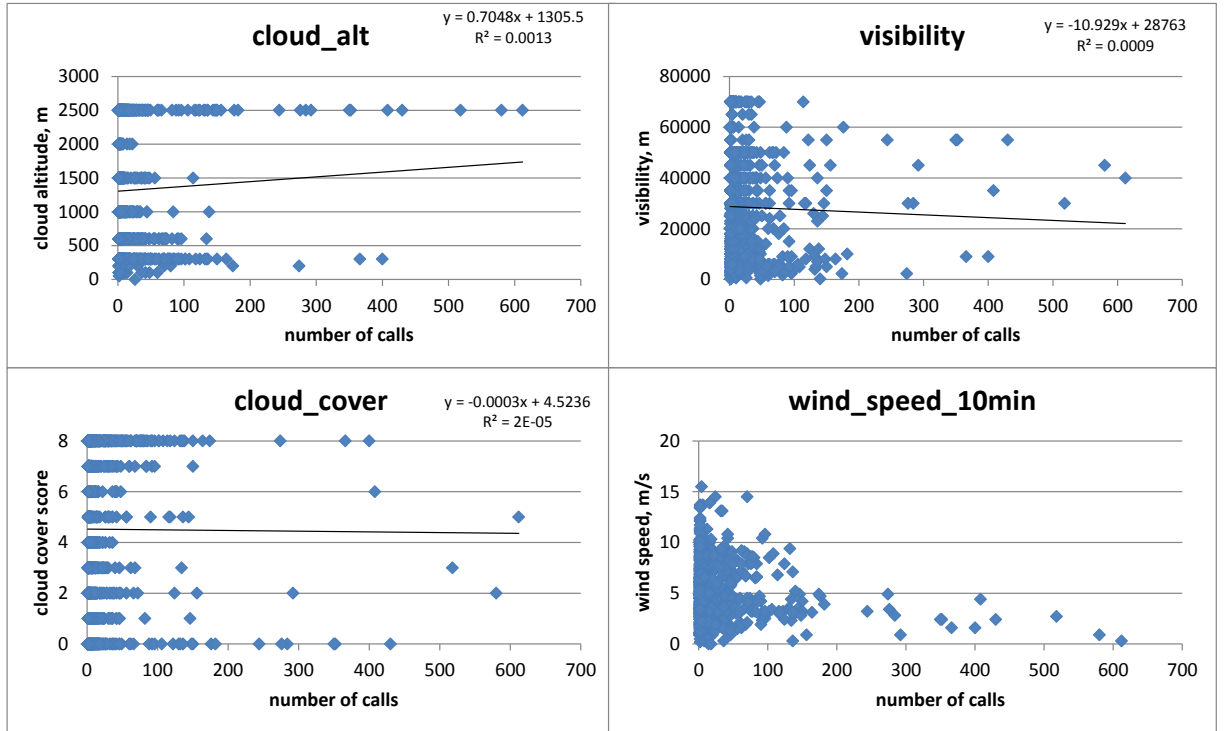 cloud_alt
y = 0.7048x + 1305.5
R² = 0.0013
cloud altitude, m
3000
2500
2000
1500
1000
500
0
0 100 200 300 400 500 600 700
number of calls
visibility
y = -10.929x + 28763
R² = 0.0009
visibility, m
80000
60000
40000
20000
0
0 100 200 300 400 500 600 700
number of calls
cloud_cover
y = -0.0003x + 4.5236
R² = 2E-05
cloud cover score
8
6
4
2
0
0 100 200 300 400 500 600 700
number of calls
wind_speed_10min
wind speed, m/s
20
15
10
5
0
0 100 200 300 400 500 600 700
number of calls